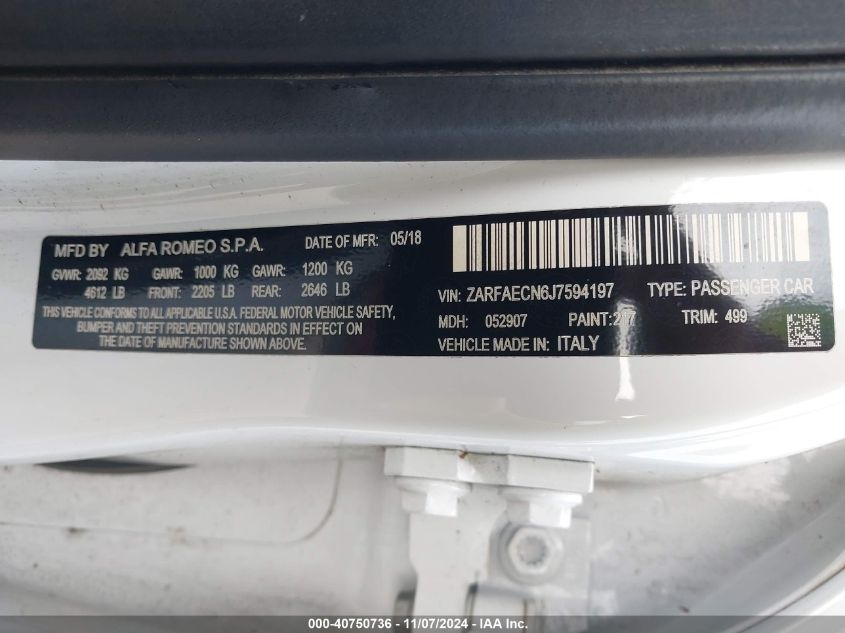 MFD BY ALFA ROMEO S.P.A. DATE OF MFR: 05/18
GVWR: 2092 KG GAWR: 1000 KG GAWR: 1200 KG
4612 LB FRONT: 2205 LB REAR: 2646 LB
THIS VEHICLE CONFORMS TO ALL APPLICABLE U.S.A. FEDERAL MOTOR VEHICLE SAFETY,
BUMPER AND THEFT PREVENTION STANDARDS IN EFFECT ON
THE DATE OF MANUFACTURE SHOWN ABOVE.
VIN: ZARFAECN6J7594197 TYPE: PASSENGER CAR
MDH: 052907 PAINT: 217 TRIM: 499
VEHICLE MADE IN: ITALY
000-40750736 - 11/07/2024 - IAA Inc.